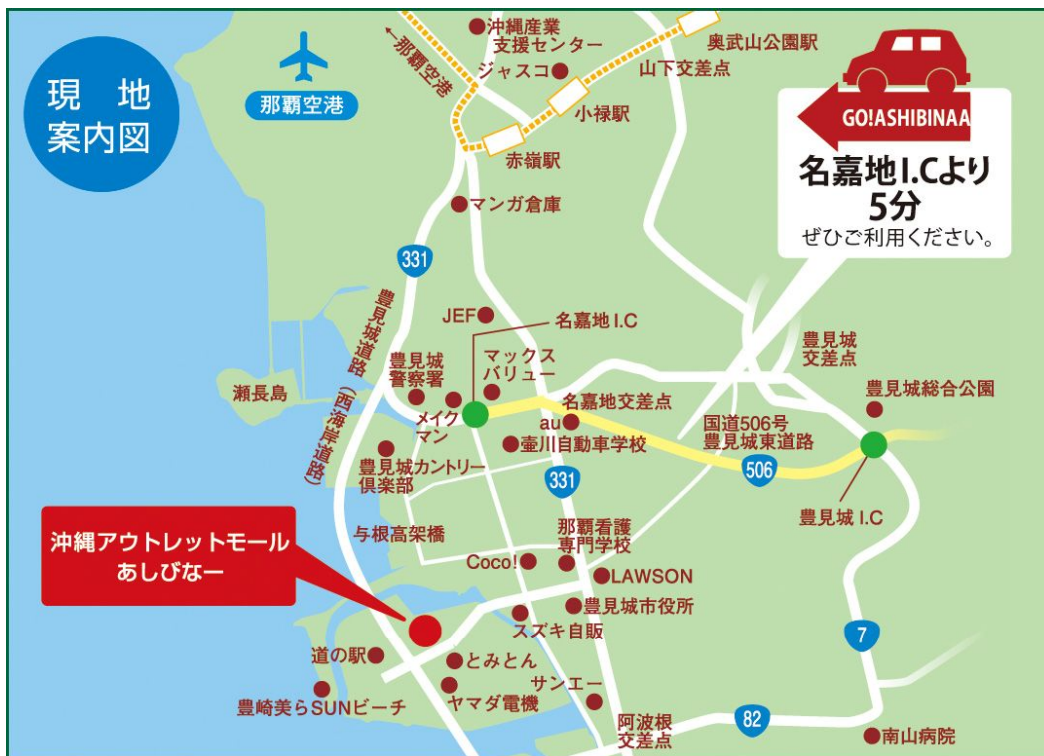 現　地
案内図
那覇空港
←那覇空港
沖縄産業
支援センター
ジャスコ
奥武山公園駅
山下交差点
小禄駅
赤嶺駅
GO!ASHIBINAA
名嘉地I.Cより
5分
ぜひご利用ください。
マンガ倉庫
331
豊見城道路（西海岸道路）
JEF
名嘉地 I.C
豊見城
交差点
瀬長島
豊見城
警察署
マックス
バリュー
メイク
マン
名嘉地交差点
au
壷川自動車学校
国道506号
豊見城東道路
豊見城総合公園
豊見城カントリー
倶楽部
331
506
豊見城 I.C
沖縄アウトレットモール
あしびなー
与根高架橋
那覇看護
専門学校
Coco!
LAWSON
豊見城市役所
スズキ自販
7
道の駅
とみとん
豊崎美らSUNビーチ
ヤマダ電機
サンエー
阿波根
交差点
82
南山病院